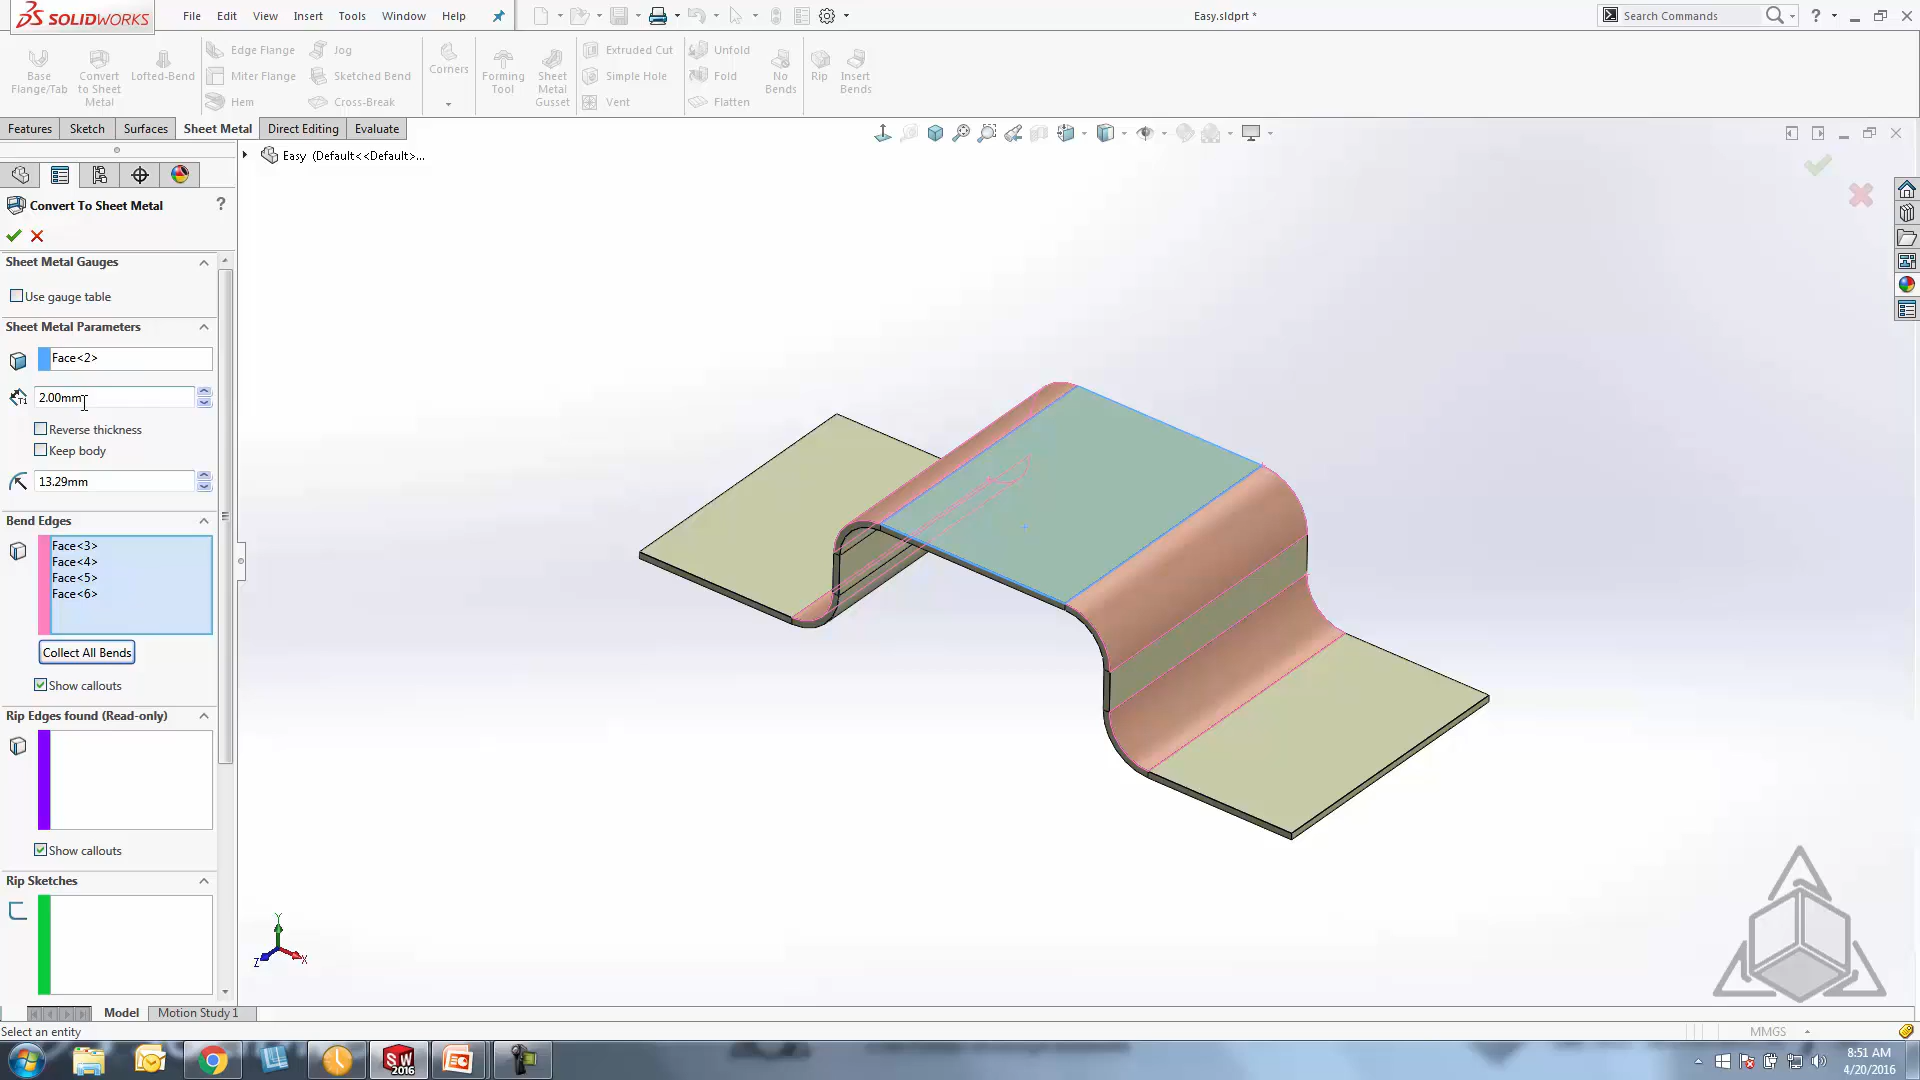 SOLIDWORKS File Edit View Insert Tools Window Help Easy.sldprt * Search Commands ?
Base Flange/Tab
Convert to Sheet Metal
Lofted-Bend
Edge Flange
Miter Flange
Hem
Jog
Sketched Bend
Cross-Break
Corners
Forming Tool
Sheet Metal Gusset
Extruded Cut
Simple Hole
Vent
Unfold
Fold
Flatten
No Bends
Rip
Insert Bends
Features Sketch Surfaces Sheet Metal Direct Editing Evaluate
Easy (Default<<Default>...
Convert To Sheet Metal ?
Sheet Metal Gauges
Use gauge table
Sheet Metal Parameters
Face<2>
T1 2.00mm
Reverse thickness
Keep body
13.29mm
Bend Edges
Face<3>
Face<4>
Face<5>
Face<6>
Collect All Bends
Show callouts
Rip Edges found (Read-only)
Show callouts
Rip Sketches
Y
Z
X
Model Motion Study 1
Select an entity
MMGS
SW 2016
8:51 AM
4/20/2016